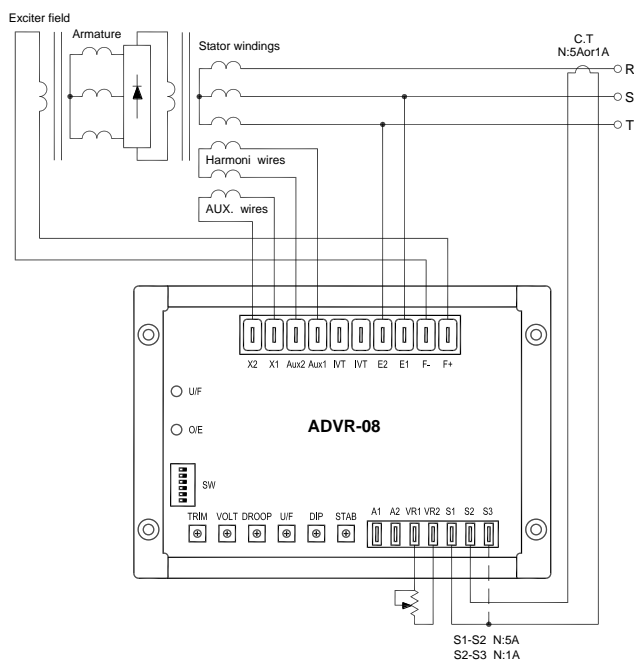 Exciter field
Armature
Stator windings
C.T
N:5Aor1A
R
S
T
Harmoni wires
AUX. wires
X2 X1 Aux2 Aux1 IVT IVT E2 E1 F- F+
U/F
O/E
ADVR-08
SW
TRIM VOLT DROOP U/F DIP STAB
A1 A2 VR1 VR2 S1 S2 S3
S1-S2 N:5A
S2-S3 N:1A